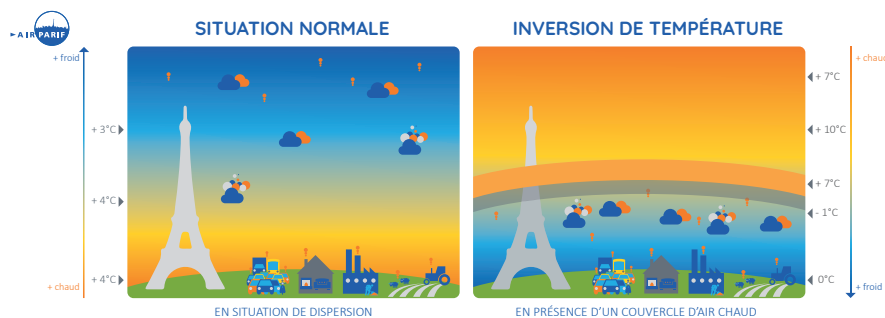 AIRPARIF
SITUATION NORMALE
INVERSION DE TEMPÉRATURE
+ froid
+ 3°C
+ 4°C
+ 4°C
+ chaud
+ chaud
+ 7°C
+ 10°C
+ 7°C
- 1°C
0°C
+ froid
EN SITUATION DE DISPERSION
EN PRÉSENCE D'UN COUVERCLE D'AIR CHAUD